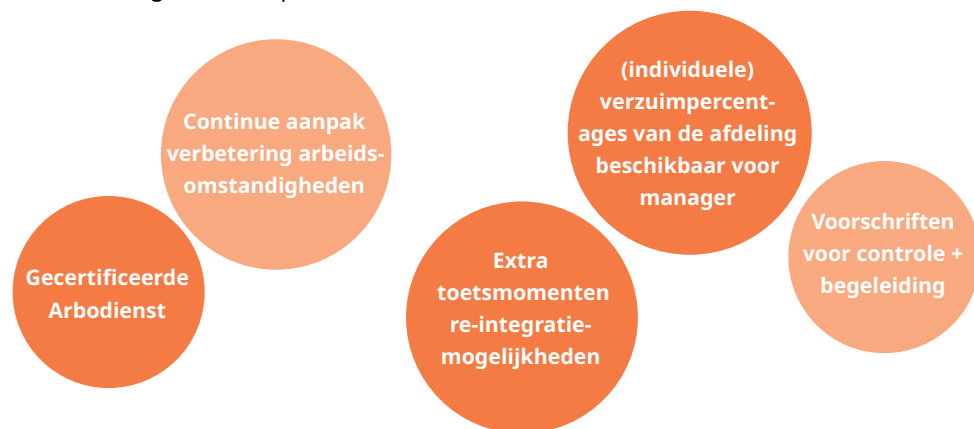 Gecertificeerde
Arbodienst
Continue aanpak
verbetering arbeids-
omstandigheden
Extra
toetsmomenten
re-integratie-
mogelijkheden
(individuele)
verzuimpercent-
ages van de afdeling
beschikbaar voor
manager
Voorschriften
voor controle +
begeleiding